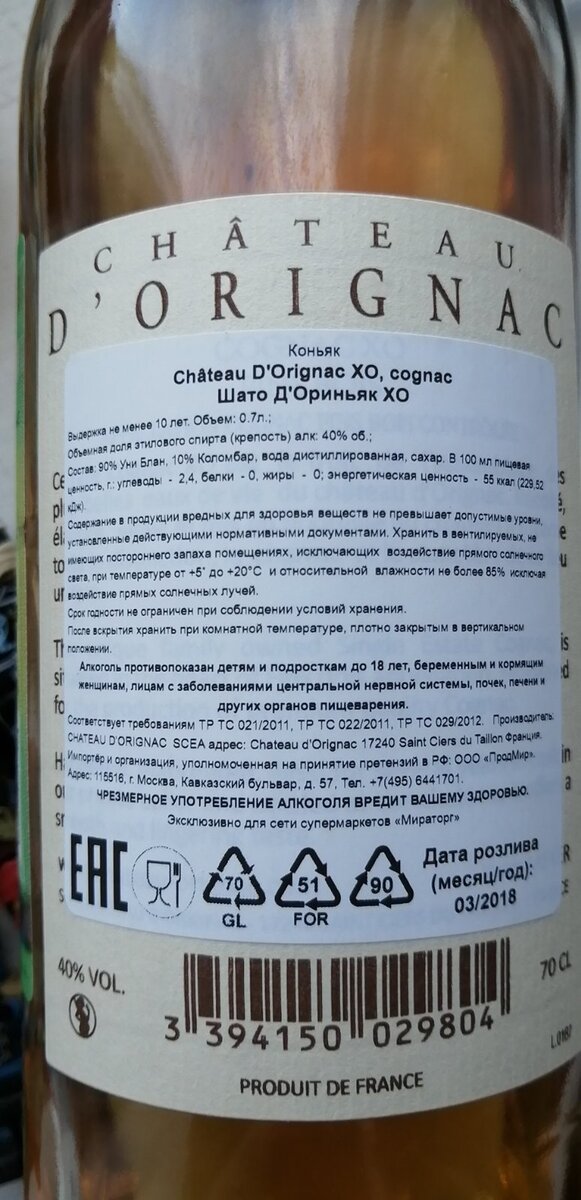 CHÂTEAU
D'ORIGNAC
Коньяк
Château D'Orignac XO, cognac
Шато Д'Ориньяк ХО
Выдержка не менее 10 лет. Объем: 0.7л.;
Объемная доля этилового спирта (крепость) алк: 40% об.;
Состав: 90% Уни Блан, 10% Коломбар, вода дистиллированная, сахар. В 100 мл пищевая
ценность, г.: углеводы - 2,4, белки - 0, жиры - 0; энергетическая ценность - 55 ккал (229,52
кДж).
Содержание в продукции вредных для здоровья веществ не превышает допустимые уровни,
установленные действующими нормативными документами. Хранить в вентилируемых, не
имеющих постороннего запаха помещениях, исключающих воздействие прямого солнечного
света, при температуре от +5˚ до +20°С и относительной влажности не более 85% исключая
воздействие прямых солнечных лучей.
Срок годности не ограничен при соблюдении условий хранения.
После вскрытия хранить при комнатной температуре, плотно закрытым в вертикальном
положении.
Алкоголь противопоказан детям и подросткам до 18 лет, беременным и кормящим
женщинам, лицам с заболеваниями центральной нервной системы, почек, печени и
других органов пищеварения.
Соответствует требованиям ТР ТС 021/2011, ТР ТС 022/2011, ТР ТС 029/2012. Производитель:
CHATEAU D'ORIGNAC SCEA адрес: Chateau d'Orignac 17240 Saint Ciers du Taillon Франция.
Импортёр и организация, уполномоченная на принятие претензий в РФ: ООО «ПродМир».
Адрес: 115516, г. Москва, Кавказский бульвар, д. 57, Тел. +7(495) 6441701.
ЧРЕЗМЕРНОЕ УПОТРЕБЛЕНИЕ АЛКОГОЛЯ ВРЕДИТ ВАШЕМУ ЗДОРОВЬЮ.
Эксклюзивно для сети супермаркетов «Мираторг»
EAC
70
GL
51
FOR
90
Дата розлива
(месяц/год):
03/2018
40% VOL.
70 CL
3 394150 029804
PRODUIT DE FRANCE